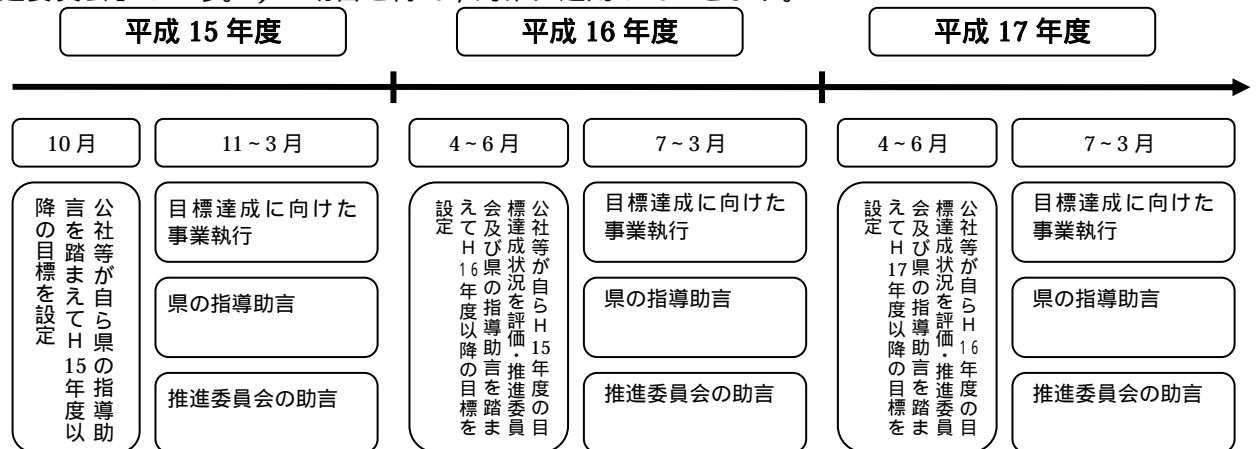 平成 15 年度
平成 16 年度
平成 17 年度
10 月
11～3 月
4～6 月
7～3 月
4～6 月
7～3 月
公社等が自ら県の指導助
言を踏まえてＨ15年度以
降の目標を設定
目標達成に向けた
事業執行
県の指導助言
推進委員会の助言
公社等が自らＨ15年度の目
標達成状況を評価・推進委員
会及び県の指導助言を踏ま
えてＨ16年度以降の目標を
設定
目標達成に向けた
事業執行
県の指導助言
推進委員会の助言
公社等が自らＨ16年度の目
標達成状況を評価・推進委員
会及び県の指導助言を踏ま
えてＨ17年度以降の目標を
設定
目標達成に向けた
事業執行
県の指導助言
推進委員会の助言